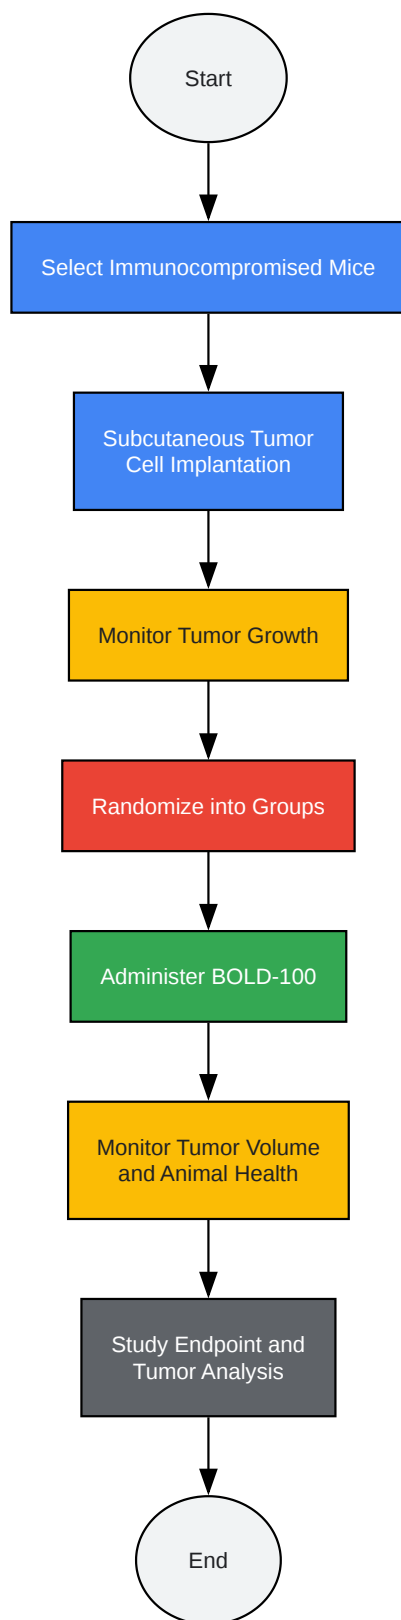 Start
Select Immunocompromised Mice
Subcutaneous Tumor
Cell Implantation
Monitor Tumor Growth
Randomize into Groups
Administer BOLD-100
Monitor Tumor Volume
and Animal Health
Study Endpoint and
Tumor Analysis
End